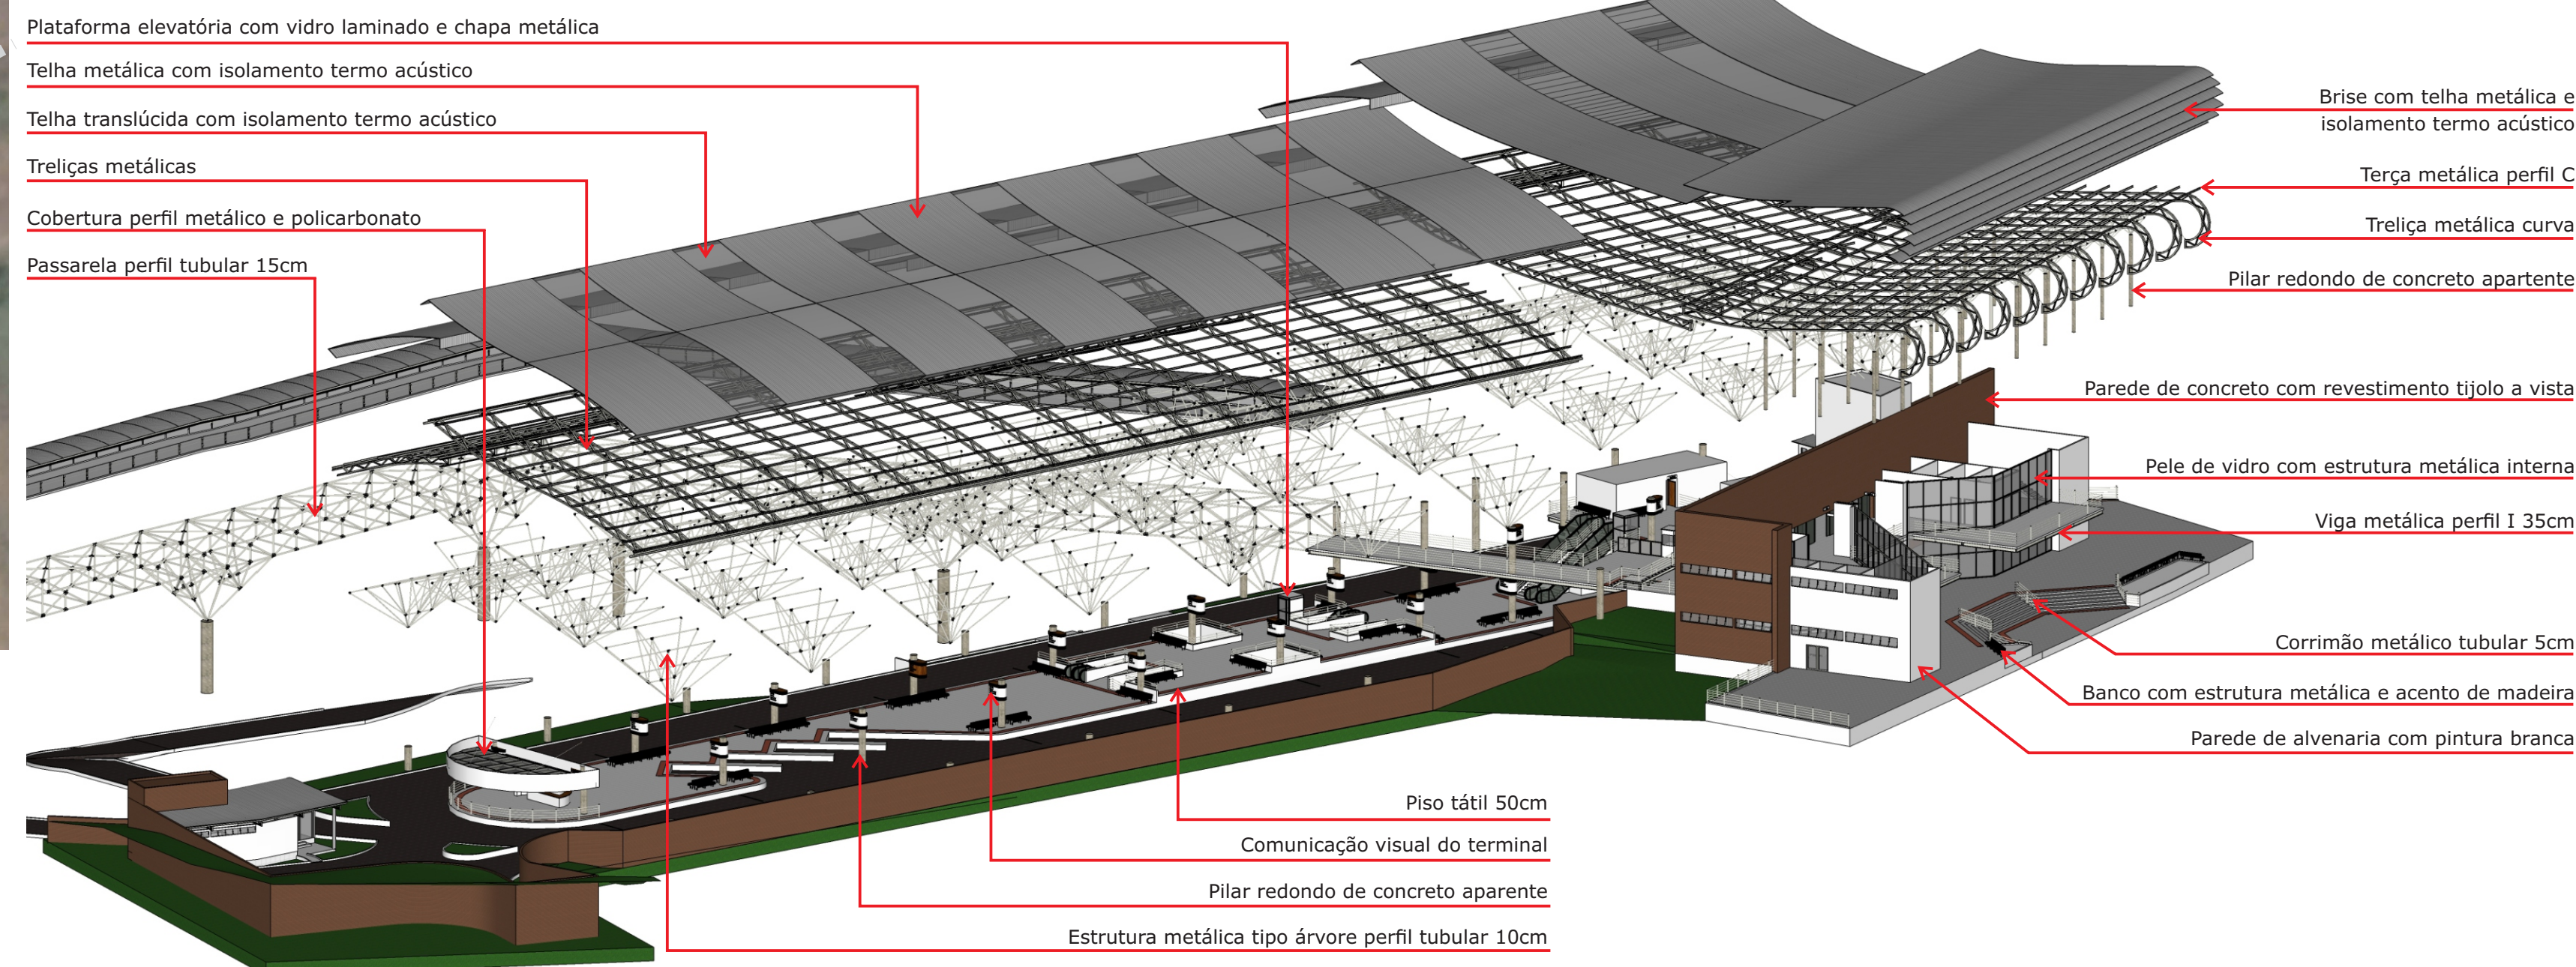 Plataforma elevatória com vidro laminado e chapa metálica
Telha metálica com isolamento termo acústico
Telha translúcida com isolamento termo acústico
Treliças metálicas
Cobertura perfil metálico e policarbonato
Passarela perfil tubular 15cm
Brise com telha metálica e
isolamento termo acústico
Terça metálica perfil C
Treliça metálica curva
Pilar redondo de concreto apartente
Parede de concreto com revestimento tijolo a vista
Pele de vidro com estrutura metálica interna
Viga metálica perfil I 35cm
Corrimão metálico tubular 5cm
Banco com estrutura metálica e acento de madeira
Parede de alvenaria com pintura branca
Piso tátil 50cm
Comunicação visual do terminal
Pilar redondo de concreto aparente
Estrutura metálica tipo árvore perfil tubular 10cm